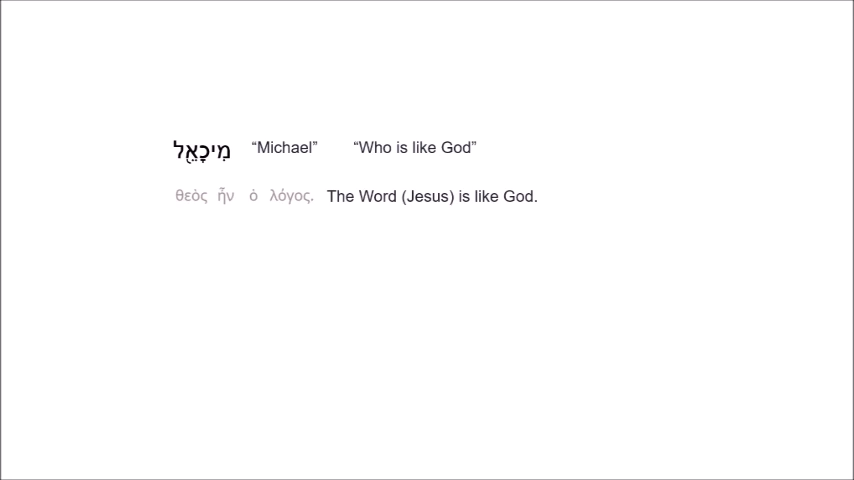 מִיכָאֵ֖ל “Michael” “Who is like God”
θεὸς ἦν ὁ λόγος. The Word (Jesus) is like God.